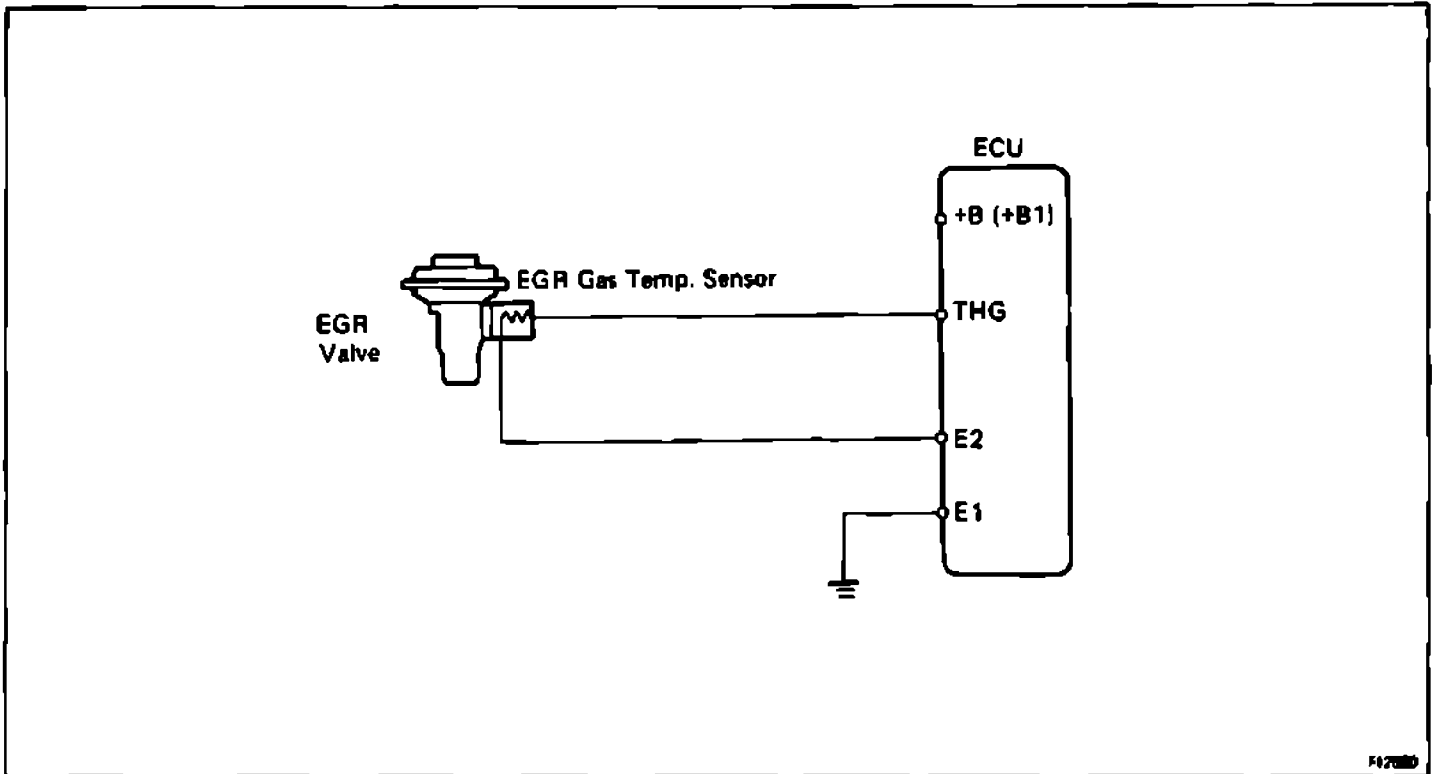 ECU
+B (+B1)
EGR Gas Temp. Sensor
THG
EGR
Valve
E2
E1